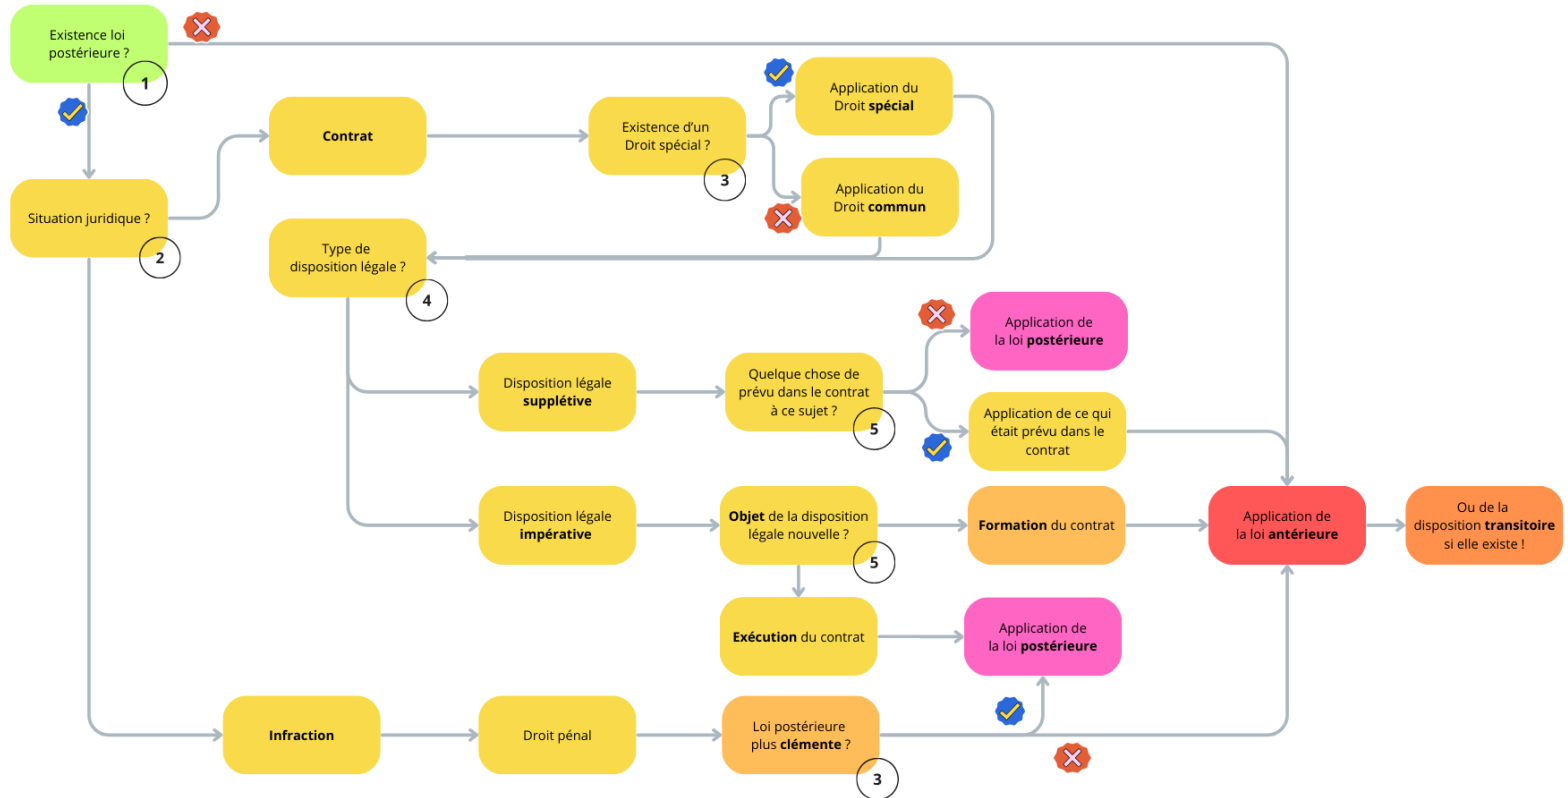 Existence loi
postérieure ?
1
Situation juridique ?
2
Contrat
Existence d'un
Droit spécial ?
3
Application du
Droit spécial
Application du
Droit commun
Type de
disposition légale ?
4
Disposition légale
supplétive
Quelque chose de
prévu dans le contrat
à ce sujet ?
5
Application de
la loi postérieure
Application de ce qui
était prévu dans le
contrat
Disposition légale
impérative
Objet de la disposition
légale nouvelle ?
5
Formation du contrat
Application de
la loi antérieure
Ou de la
disposition transitoire
si elle existe !
Exécution du contrat
Application de
la loi postérieure
Infraction
Droit pénal
Loi postérieure
plus clémente ?
3